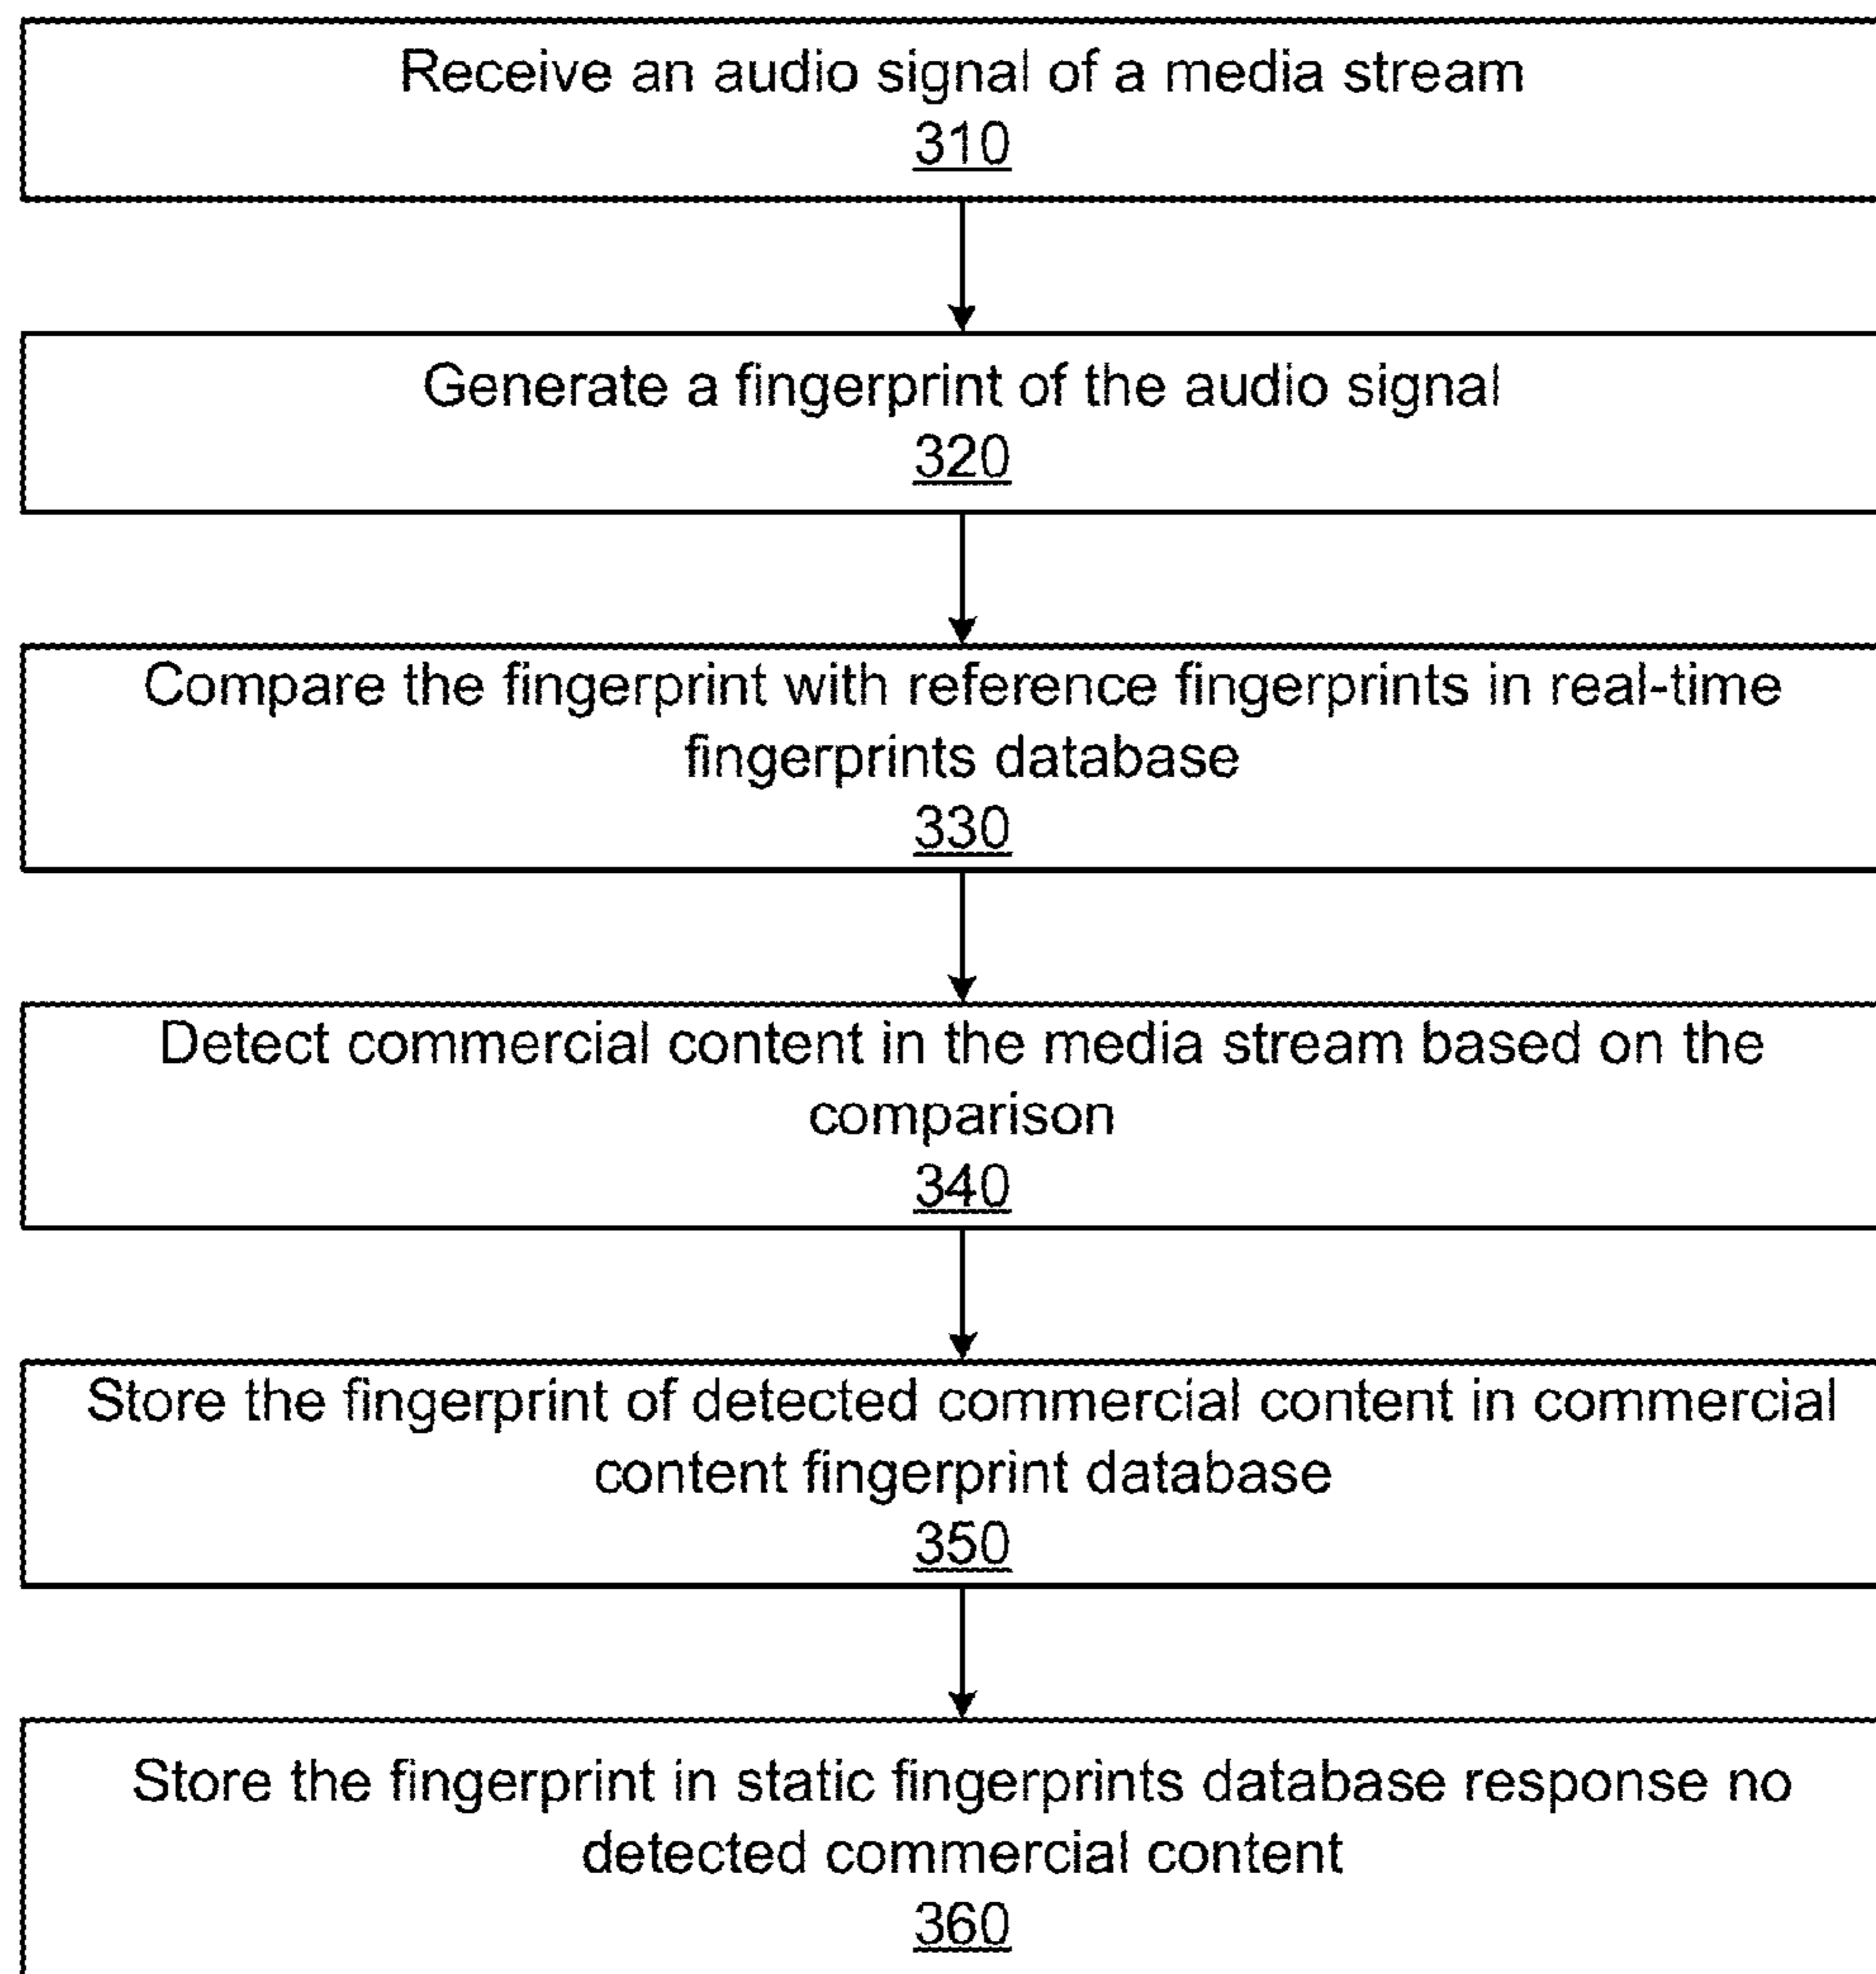 Receive an audio signal of a media stream
310
Generate a fingerprint of the audio signal
320
Compare the fingerprint with reference fingerprints in real-time
fingerprints database
330
Detect commercial content in the media stream based on the
comparison
340
Store the fingerprint of detected commercial content in commercial
content fingerprint database
350
Store the fingerprint in static fingerprints database response no
detected commercial content
360